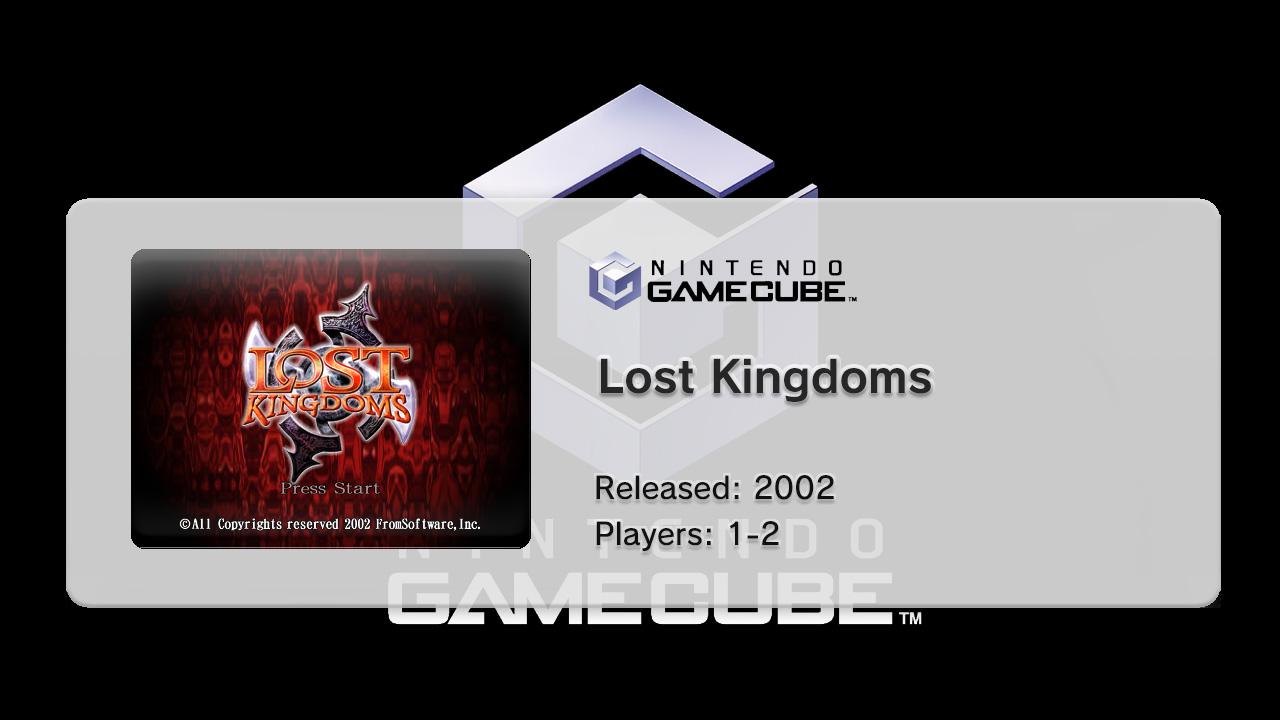 NINTENDO
GAMECUBE™
Lost Kingdoms
LOST
KINGDOMS
Press Start
©All Copyrights reserved 2002 FromSoftware,Inc.
Released: 2002
Players: 1-2
NINTENDO
GAMECUBE™